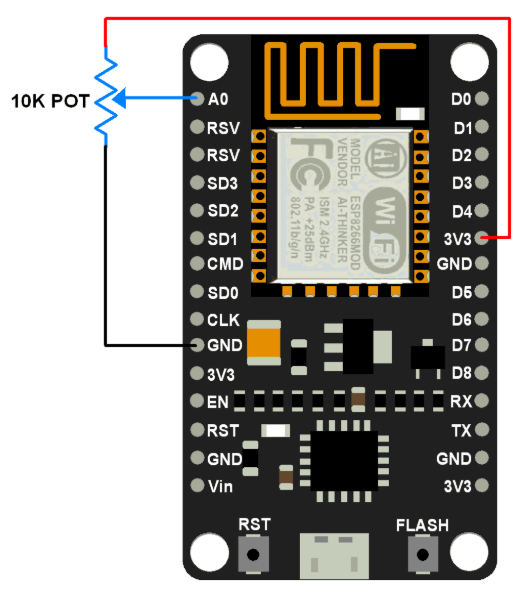 10K POT
A0
RSV
RSV
SD3
SD2
SD1
CMD
SD0
CLK
GND
3V3
EN
RST
GND
Vin
D0
D1
D2
D3
D4
3V3
GND
D5
D6
D7
D8
RX
TX
GND
3V3
MODEL ESP8266MOD
VENDOR AI-THINKER
ISM 2.4GHz
PA +25dBm
802.11b/g/n
FC
AI
Wi Fi
RST
FLASH